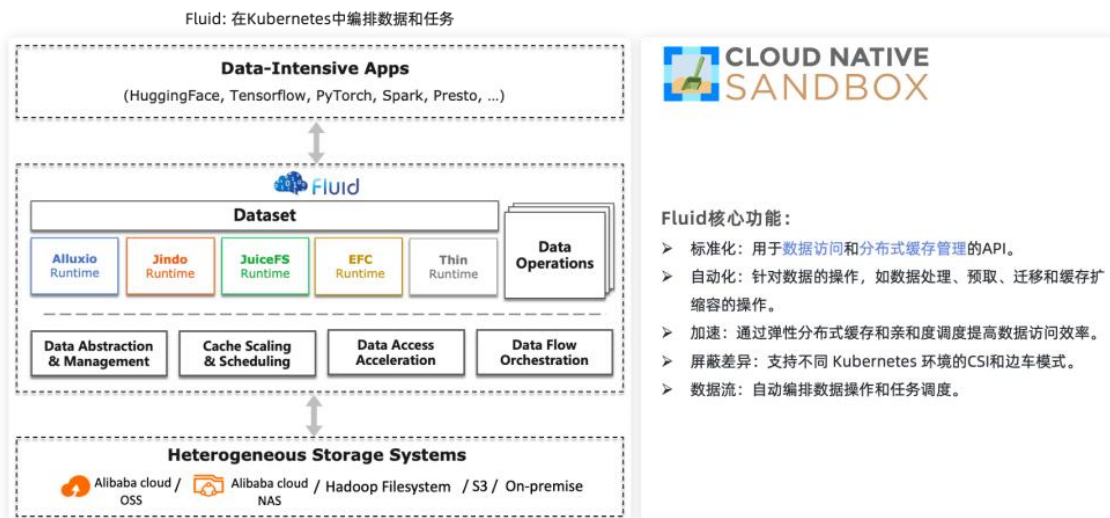 Fluid: 在Kubernetes中编排数据和任务
Data-Intensive Apps
(HuggingFace, Tensorflow, PyTorch, Spark, Presto, ...)
Fluid
Dataset
Alluxio
Runtime
Jindo
Runtime
JuiceFS
Runtime
EFC
Runtime
Thin
Runtime
Data
Operations
Data Abstraction
& Management
Cache Scaling
& Scheduling
Data Access
Acceleration
Data Flow
Orchestration
Heterogeneous Storage Systems
Alibaba cloud /
OSS
Alibaba cloud
NAS
/ Hadoop Filesystem / S3 / On-premise
CLOUD NATIVE
SANDBOX
Fluid核心功能：
➢ 标准化：用于数据访问和分布式缓存管理的API。
➢ 自动化：针对数据的操作，如数据处理、预取、迁移和缓存扩
缩容的操作。
➢ 加速：通过弹性分布式缓存和亲和度调度提高数据访问效率。
➢ 屏蔽差异：支持不同 Kubernetes 环境的CSI和边车模式。
➢ 数据流：自动编排数据操作和任务调度。